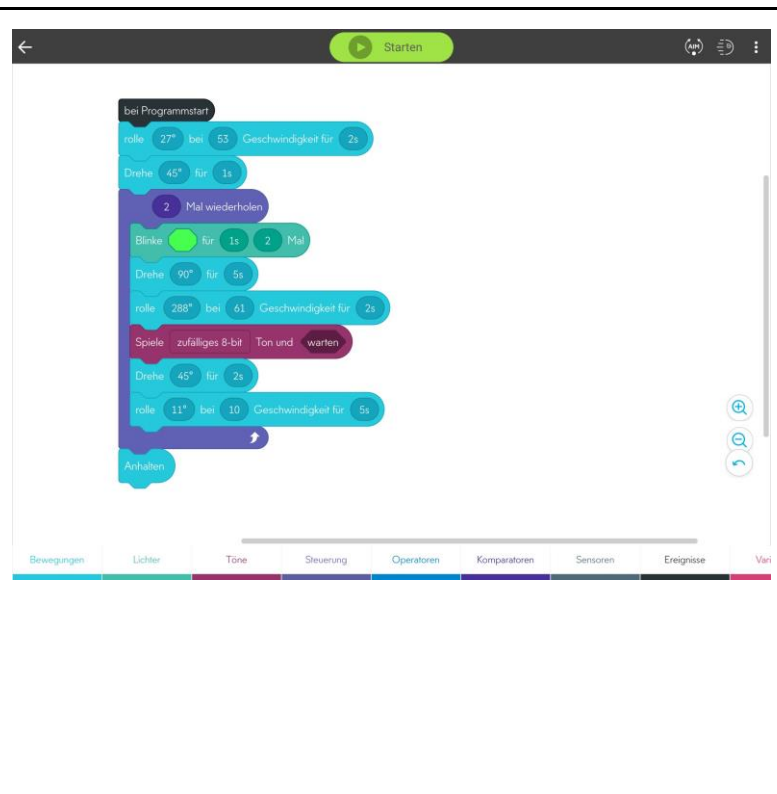 Starten
AIM
bei Programmstart
rolle 27° bei 53 Geschwindigkeit für 2s
Drehe 45° für 1s
2 Mal wiederholen
Blinke für 1s 2 Mal
Drehe 90° für 5s
rolle 288° bei 61 Geschwindigkeit für 2s
Spiele zufälliges 8-bit Ton und warten
Drehe 45° für 2s
rolle 11° bei 10 Geschwindigkeit für 5s
Anhalten
Bewegungen Lichter Töne Steuerung Operatoren Komparatoren Sensoren Ereignisse Vari